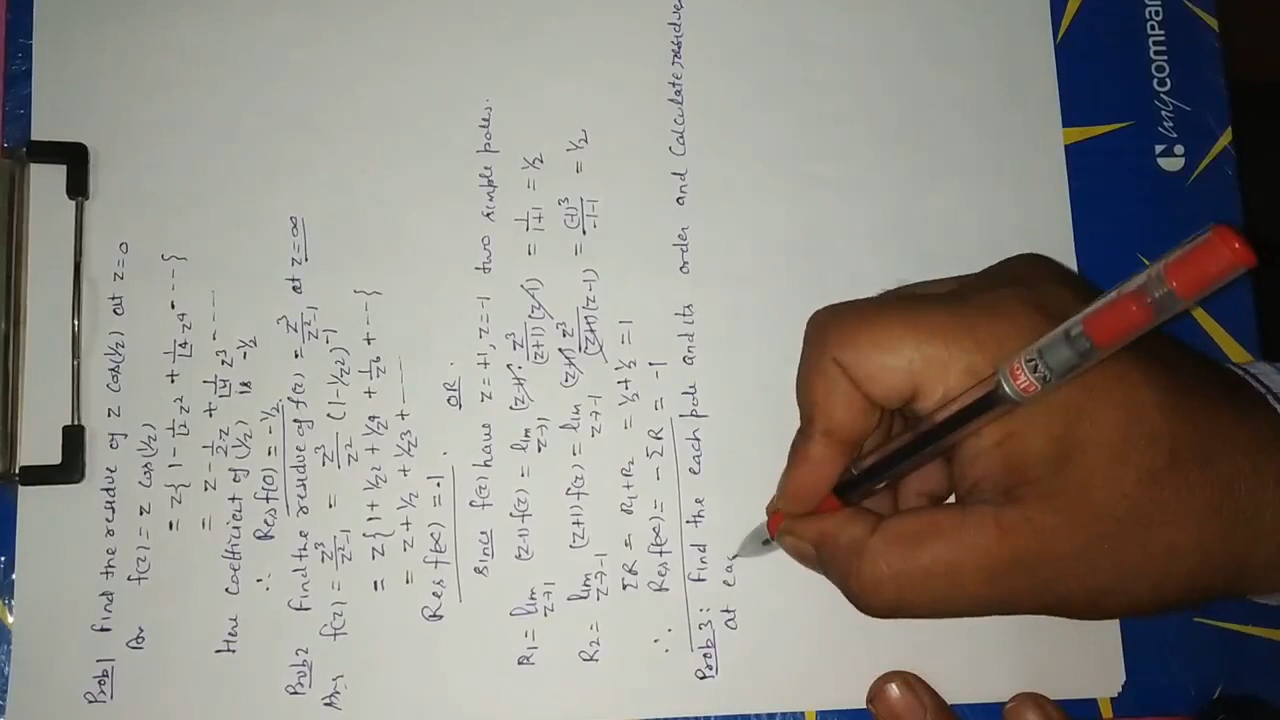 Prob1 Find the residue of z cos(1/z) at z=0
An f(z) = z cos(1/z)
= z{ 1 - 1/⌊2 z² + 1/⌊4 z⁴ - ---}
= z - 1/2·z + 1/⌊4 z³ - ----
Here coefficient of (1/z) is -1/2
∴ Res f(0) = -1/2.
Prob2 Find the residue of f(z) = z³/z²-1 at z=∞
Ans f(z) = z³/z²-1 = z³/z² (1-1/z2)⁻¹
= z{ 1 + 1/z2 + 1/z4 + 1/z6 + ---}
= z + 1/z + 1/z3 + -----
Res f(∞) = -1. OR.
Since f(z) have z = +1, z = -1 two simple poles.
R1 = lim z→1 (z-1) f(z) = lim z→1 (z-1)· z³/(z+1)(z-1) = 1/1+1 = 1/2
R2 = lim z→-1 (z+1) f(z) = lim z→-1 (z+1) z³/(z+1)(z-1) = (-1)³/-1-1 = 1/2
ΣR = R1 + R2 = 1/2 + 1/2 = 1
∴ Res f(∞) = -ΣR = -1
Prob 3: Find the each pole and its order and Calculate residue
at eac
mycompan